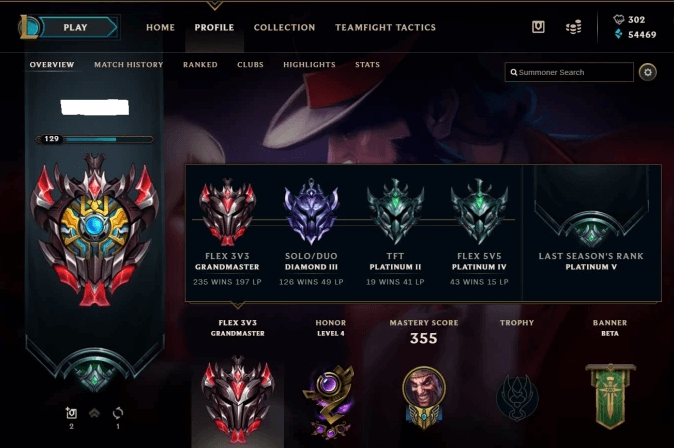 PLAY HOME PROFILE COLLECTION TEAMFIGHT TACTICS 302
54469
OVERVIEW MATCH HISTORY RANKED CLUBS HIGHLIGHTS STATS Summoner Search
129
FLEX 3V3 SOLO/DUO TFT FLEX 5V5 LAST SEASON'S RANK
GRANDMASTER DIAMOND III PLATINUM II PLATINUM IV PLATINUM V
235 WINS 197 LP 126 WINS 49 LP 19 WINS 41 LP 43 WINS 15 LP
FLEX 3V3 HONOR MASTERY SCORE TROPHY BANNER
GRANDMASTER LEVEL 4 355 BETA
2 1